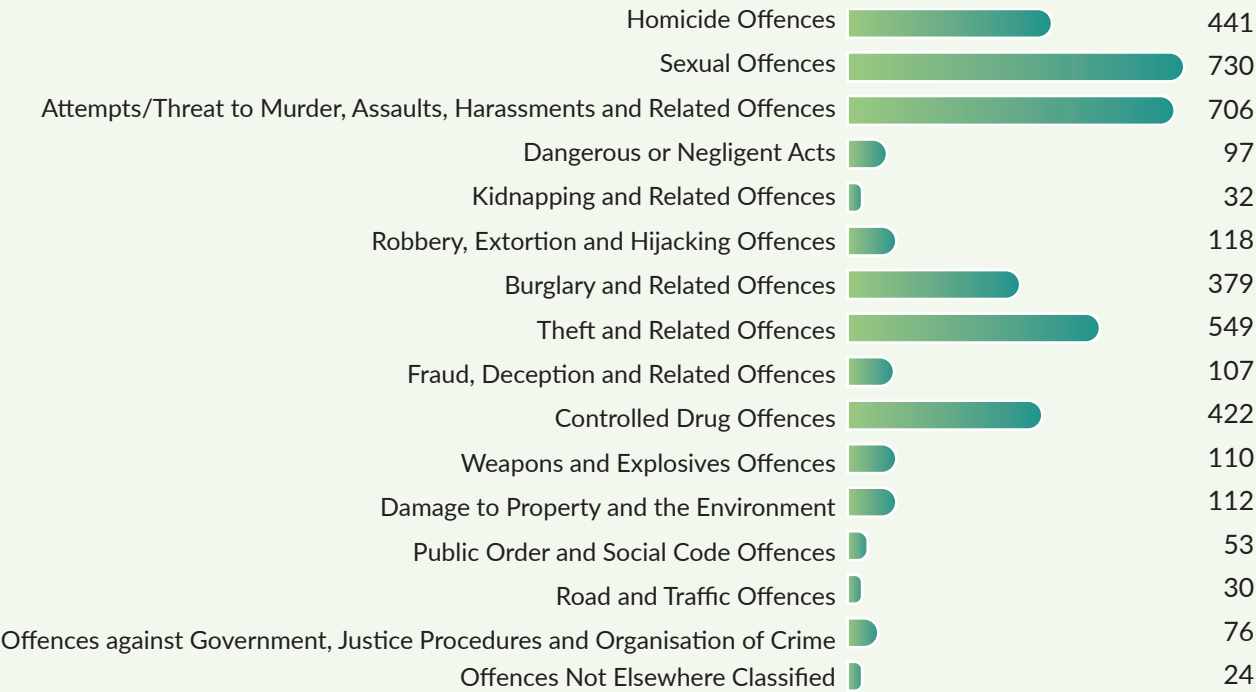 Homicide Offences 441
Sexual Offences 730
Attempts/Threat to Murder, Assaults, Harassments and Related Offences 706
Dangerous or Negligent Acts 97
Kidnapping and Related Offences 32
Robbery, Extortion and Hijacking Offences 118
Burglary and Related Offences 379
Theft and Related Offences 549
Fraud, Deception and Related Offences 107
Controlled Drug Offences 422
Weapons and Explosives Offences 110
Damage to Property and the Environment 112
Public Order and Social Code Offences 53
Road and Traffic Offences 30
Offences against Government, Justice Procedures and Organisation of Crime 76
Offences Not Elsewhere Classified 24